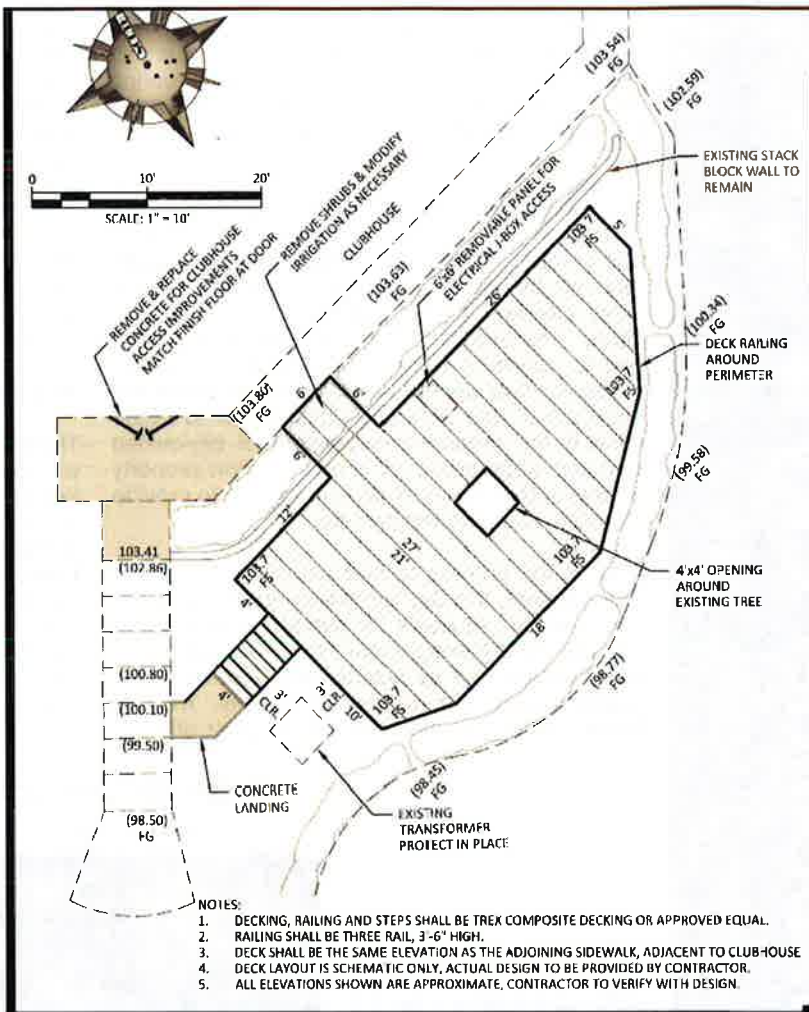 SOUTH
0
10'
20'
SCALE: 1" = 10'
REMOVE & REPLACE
CONCRETE FOR CLUBHOUSE
ACCESS IMPROVEMENTS
MATCH FINISH FLOOR AT DOOR
REMOVE SHRUBS & MODIFY
IRRIGATION AS NECESSARY
CLUBHOUSE
6'x6' REMOVABLE PANEL FOR
ELECTRICAL J-BOX ACCESS
(103.54)
FG
(102.59)
FG
EXISTING STACK
BLOCK WALL TO
REMAIN
(103.63)
FG
26'
103.7
FS
5'
(100.34)
FG
DECK RAILING
AROUND
PERIMETER
103.7
FS
(103.80)
FG
6'
6'
6'
12'
(99.58)
FG
27'
21'
103.7
FS
4'x4' OPENING
AROUND
EXISTING TREE
103.41
(102.86)
103.7
FS
4'
18'
(98.77)
FG
(100.80)
(100.10)
(99.50)
4'
3'
CLR.
3'
CLR.
10'
103.7
FS
(98.50)
FG
CONCRETE
LANDING
(98.45)
FG
EXISTING
TRANSFORMER
PROTECT IN PLACE
NOTES:
1. DECKING, RAILING AND STEPS SHALL BE TREX COMPOSITE DECKING OR APPROVED EQUAL.
2. RAILING SHALL BE THREE RAIL, 3'-6" HIGH.
3. DECK SHALL BE THE SAME ELEVATION AS THE ADJOINING SIDEWALK, ADJACENT TO CLUBHOUSE
4. DECK LAYOUT IS SCHEMATIC ONLY, ACTUAL DESIGN TO BE PROVIDED BY CONTRACTOR.
5. ALL ELEVATIONS SHOWN ARE APPROXIMATE, CONTRACTOR TO VERIFY WITH DESIGN.